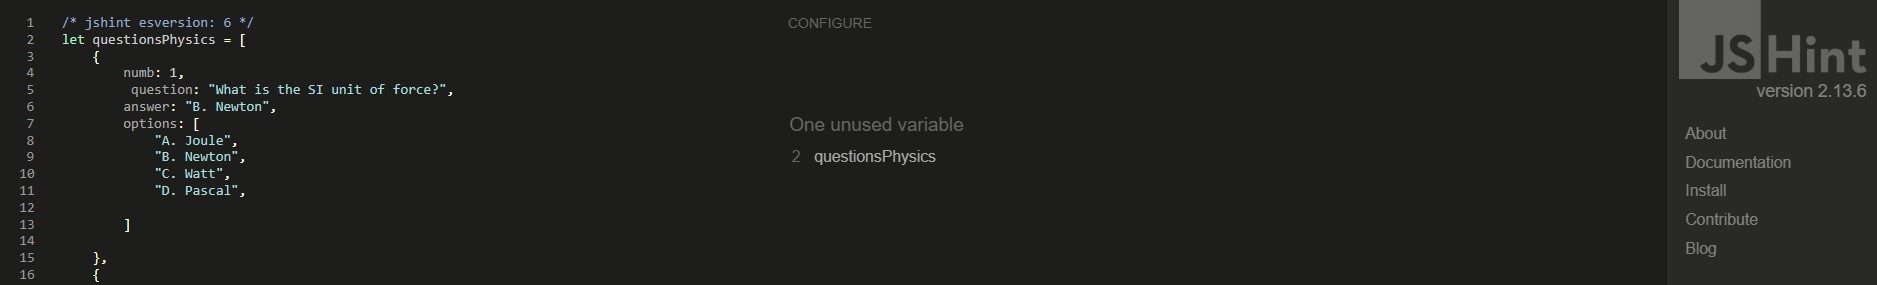 1 /* jshint esversion: 6 */
2 let questionsPhysics = [
3 {
4 numb: 1,
5 question: "What is the SI unit of force?",
6 answer: "B. Newton",
7 options: [
8 "A. Joule",
9 "B. Newton",
10 "C. Watt",
11 "D. Pascal",
12
13 ]
14
15 },
16 {
CONFIGURE
One unused variable
2 questionsPhysics
JSHint
version 2.13.6
About
Documentation
Install
Contribute
Blog